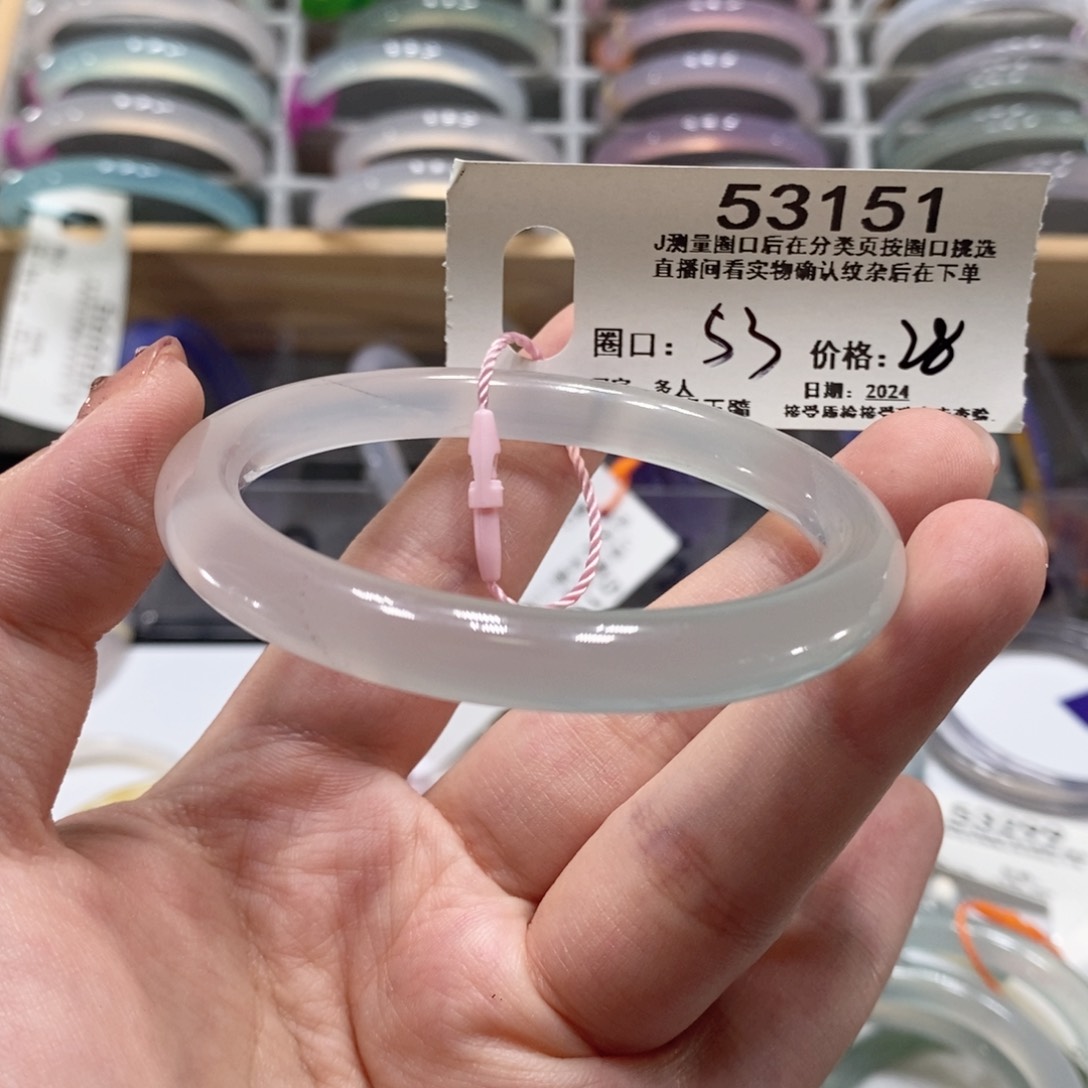 53151
J测量圈口后在分类页按圈口挑选
直播间看实物确认纹杂后在下单
圈口: 53 价格: 28
日期: 2024